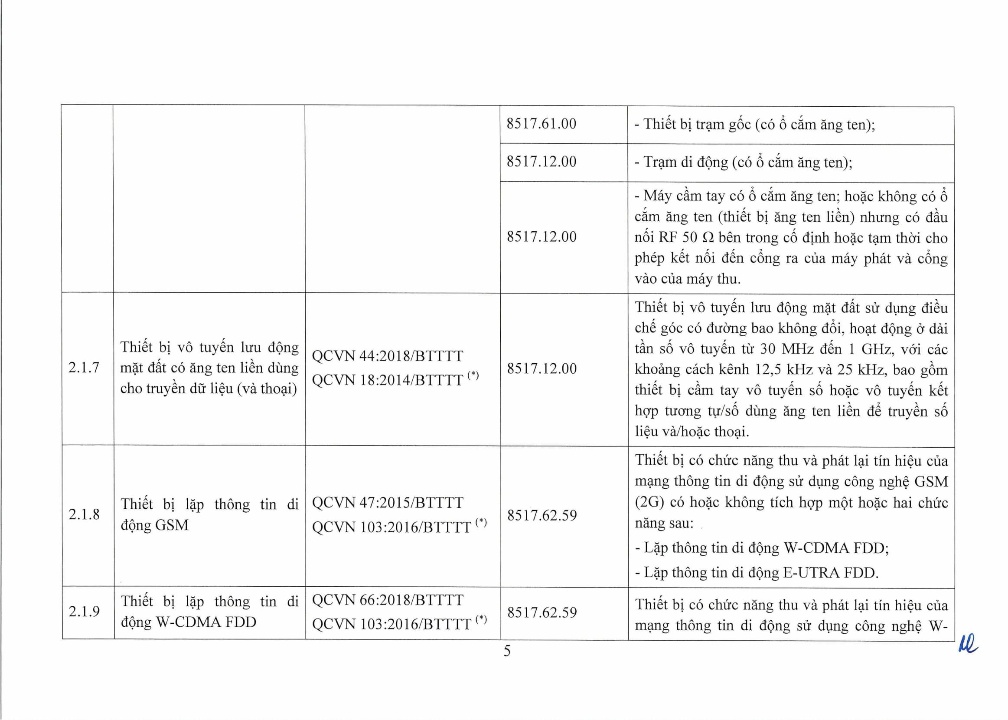 8517.61.00
- Thiết bị trạm gốc (có ổ cắm ăng ten);
8517.12.00
- Trạm di động (có ổ cắm ăng ten);
8517.12.00
- Máy cầm tay có ổ cắm ăng ten; hoặc không có ổ
cắm ăng ten (thiết bị ăng ten liền) nhưng có đầu
nối RF 50 Ω bên trong cố định hoặc tạm thời cho
phép kết nối đến cổng ra của máy phát và cổng
vào của máy thu.
2.1.7
Thiết bị vô tuyến lưu động
mặt đất có ăng ten liền dùng
cho truyền dữ liệu (và thoại)
QCVN 44:2018/BTTTT
QCVN 18:2014/BTTTT (*)
8517.12.00
Thiết bị vô tuyến lưu động mặt đất sử dụng điều
chế góc có đường bao không đổi, hoạt động ở dải
tần số vô tuyến từ 30 MHz đến 1 GHz, với các
khoảng cách kênh 12,5 kHz và 25 kHz, bao gồm
thiết bị cầm tay vô tuyến số hoặc vô tuyến kết
hợp tương tự/số dùng ăng ten liền để truyền số
liệu và/hoặc thoại.
2.1.8
Thiết bị lặp thông tin di
động GSM
QCVN 47:2015/BTTTT
QCVN 103:2016/BTTTT (*)
8517.62.59
Thiết bị có chức năng thu và phát lại tín hiệu của
mạng thông tin di động sử dụng công nghệ GSM
(2G) có hoặc không tích hợp một hoặc hai chức
năng sau:
- Lặp thông tin di động W-CDMA FDD;
- Lặp thông tin di động E-UTRA FDD.
2.1.9
Thiết bị lặp thông tin di
động W-CDMA FDD
QCVN 66:2018/BTTTT
QCVN 103:2016/BTTTT (*)
8517.62.59
Thiết bị có chức năng thu và phát lại tín hiệu của
mạng thông tin di động sử dụng công nghệ W-
5